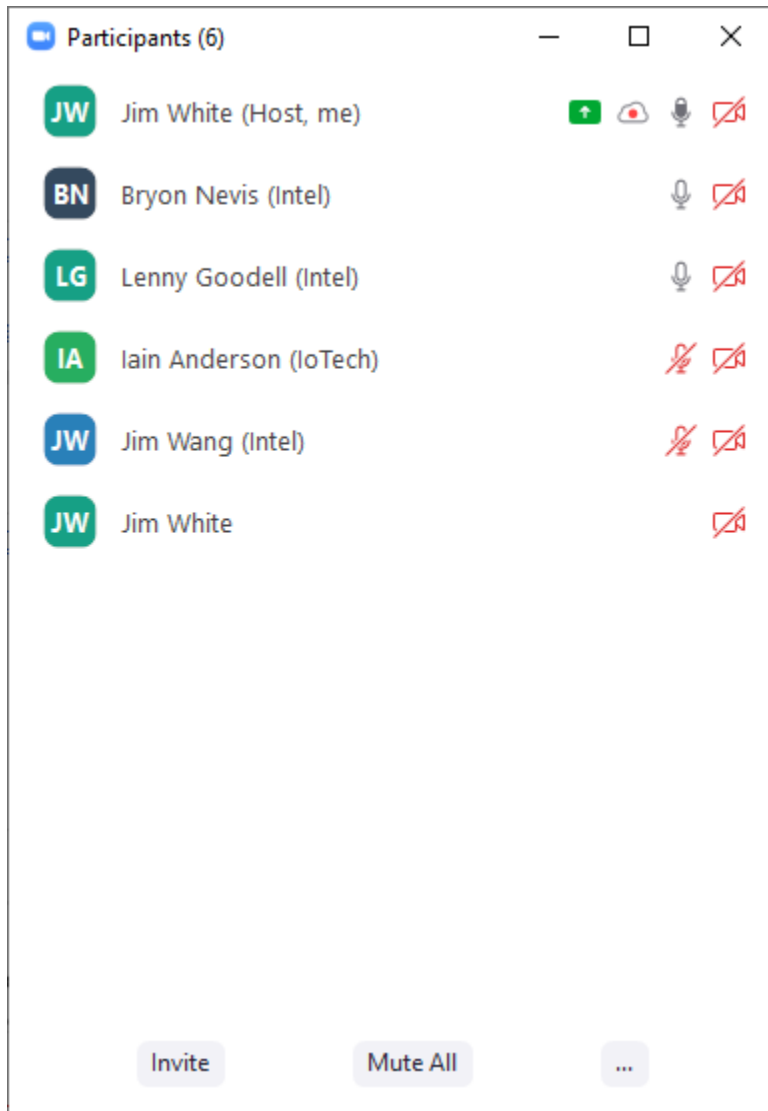 Participants (6)
JW Jim White (Host, me)
BN Bryon Nevis (Intel)
LG Lenny Goodell (Intel)
IA Iain Anderson (IoTech)
JW Jim Wang (Intel)
JW Jim White
Invite Mute All ...